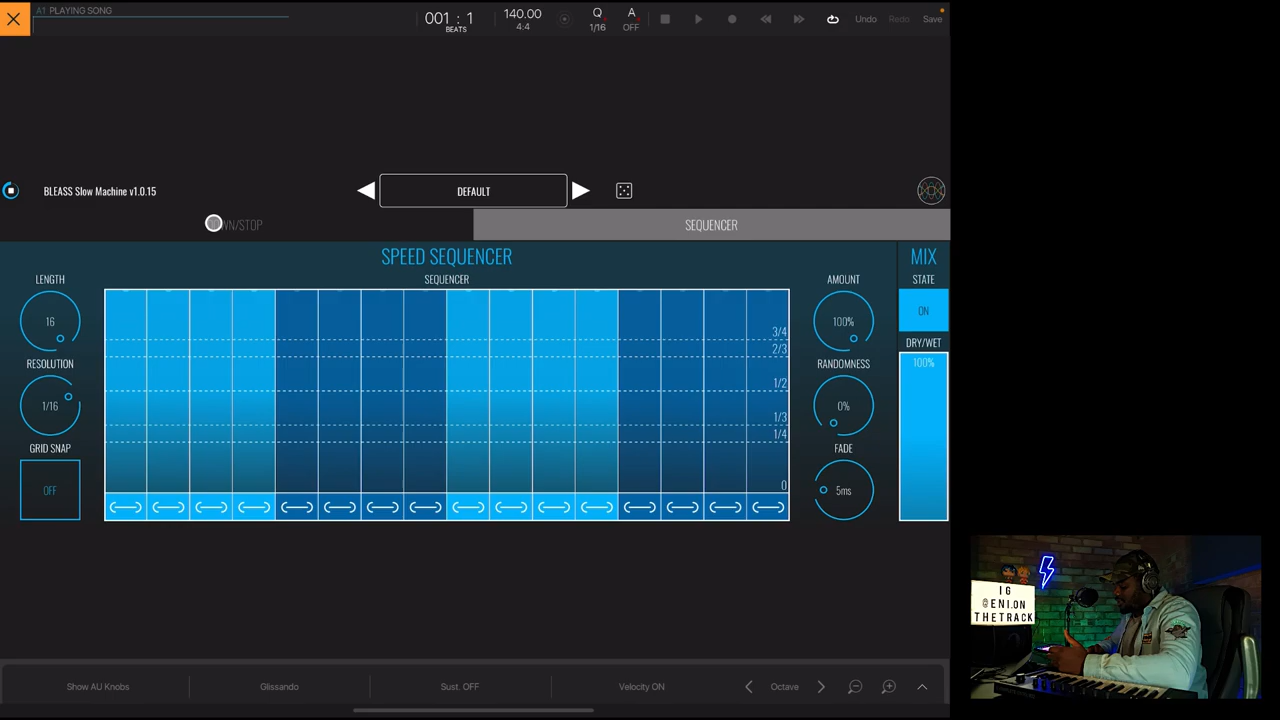 A1 PLAYING SONG
001 : 1
BEATS
140.00
4:4
Q
1/16
A
OFF
Undo
Redo
Save
BLEASS Slow Machine v1.0.15
DEFAULT
WN/STOP
SEQUENCER
SPEED SEQUENCER
MIX
LENGTH
SEQUENCER
AMOUNT
STATE
16
100%
ON
3/4
2/3
DRY/WET
RESOLUTION
RANDOMNESS
100%
1/2
1/16
0%
1/3
1/4
GRID SNAP
FADE
OFF
0
5ms
IG
@ENI.ON
THETRACK
Show AU Knobs
Glissando
Sust. OFF
Velocity ON
Octave